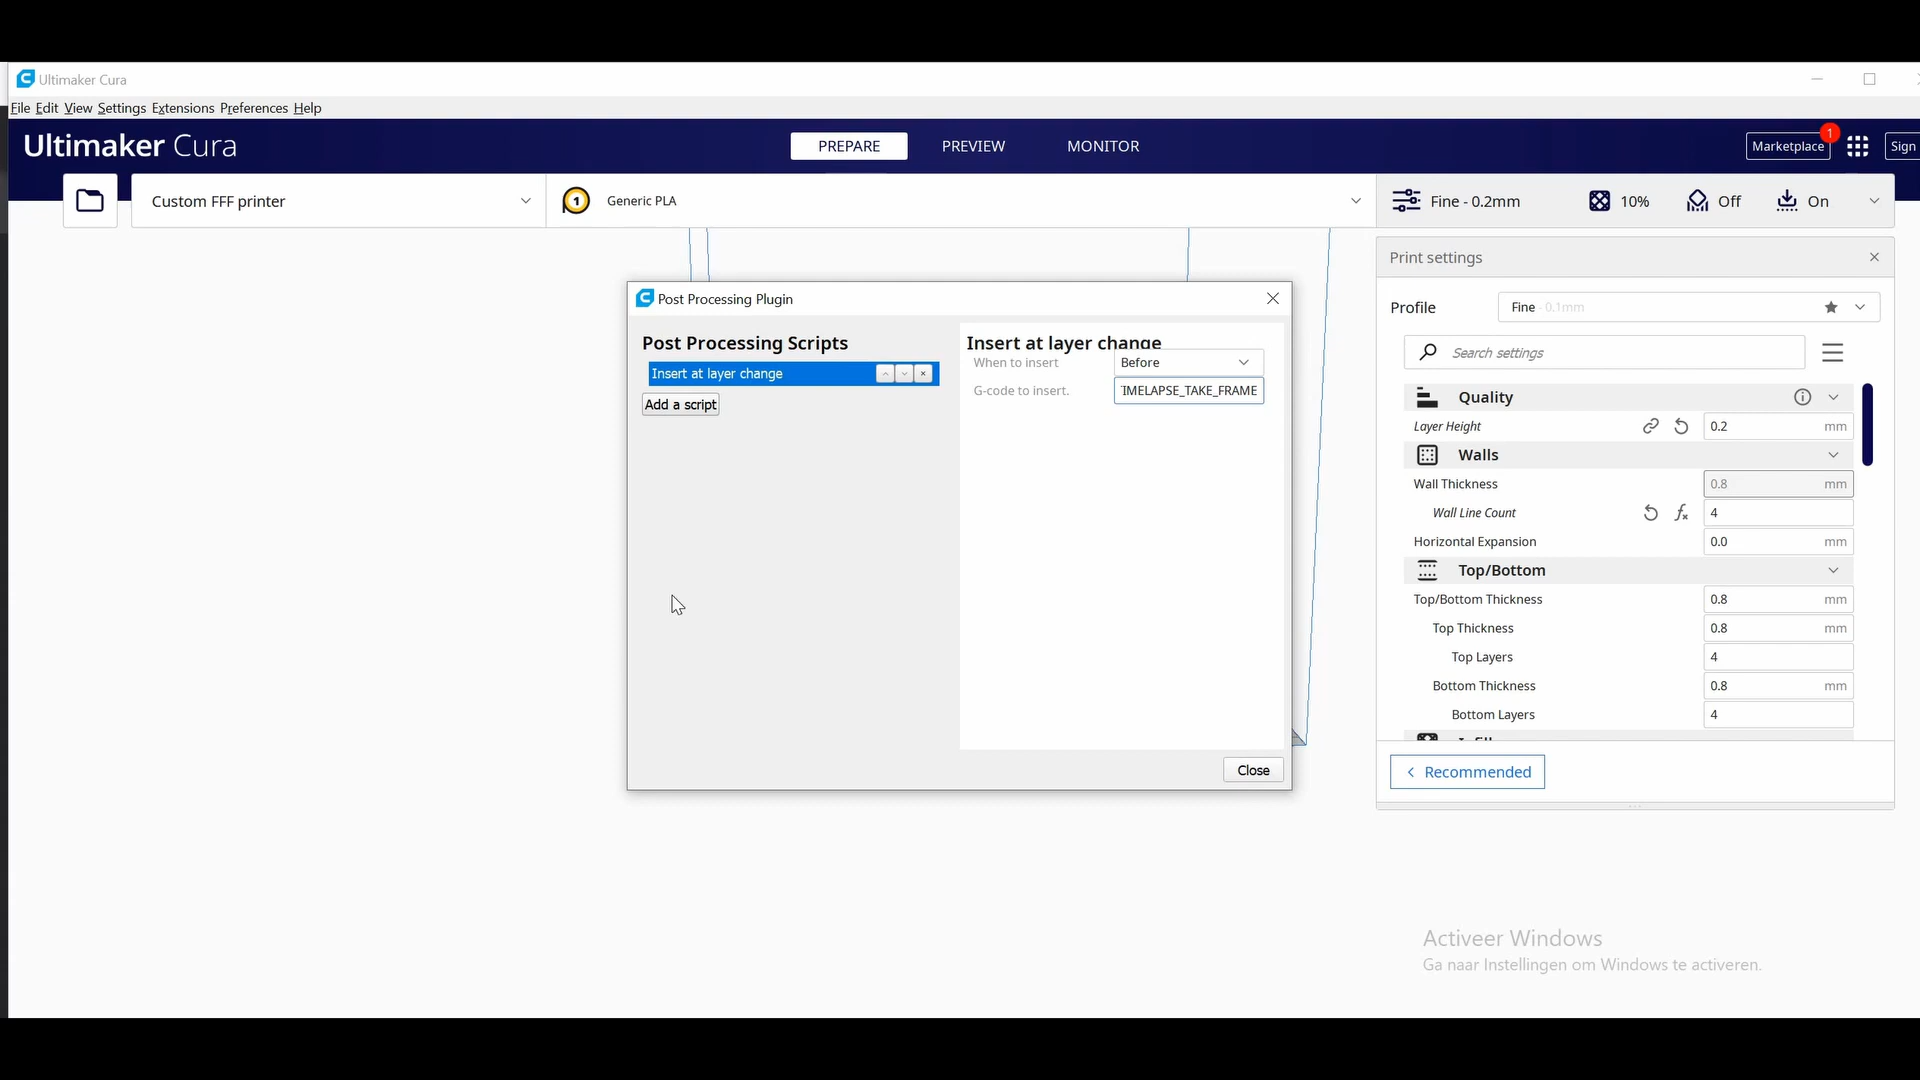 Ultimaker Cura
File Edit View Settings Extensions Preferences Help
Ultimaker Cura
PREPARE
PREVIEW
MONITOR
Marketplace
1
Sign
Custom FFF printer
1
Generic PLA
Fine - 0.2mm
10%
Off
On
Print settings
Profile
Fine - 0.1mm
Search settings
Quality
Layer Height
0.2 mm
Walls
Wall Thickness
0.8 mm
Wall Line Count
4
Horizontal Expansion
0.0 mm
Top/Bottom
Top/Bottom Thickness
0.8 mm
Top Thickness
0.8 mm
Top Layers
4
Bottom Thickness
0.8 mm
Bottom Layers
4
Recommended
Post Processing Plugin
Post Processing Scripts
Insert at layer change
Add a script
Insert at layer change
When to insert
Before
G-code to insert.
IMELAPSE_TAKE_FRAME
Close
Activeer Windows
Ga naar Instellingen om Windows te activeren.